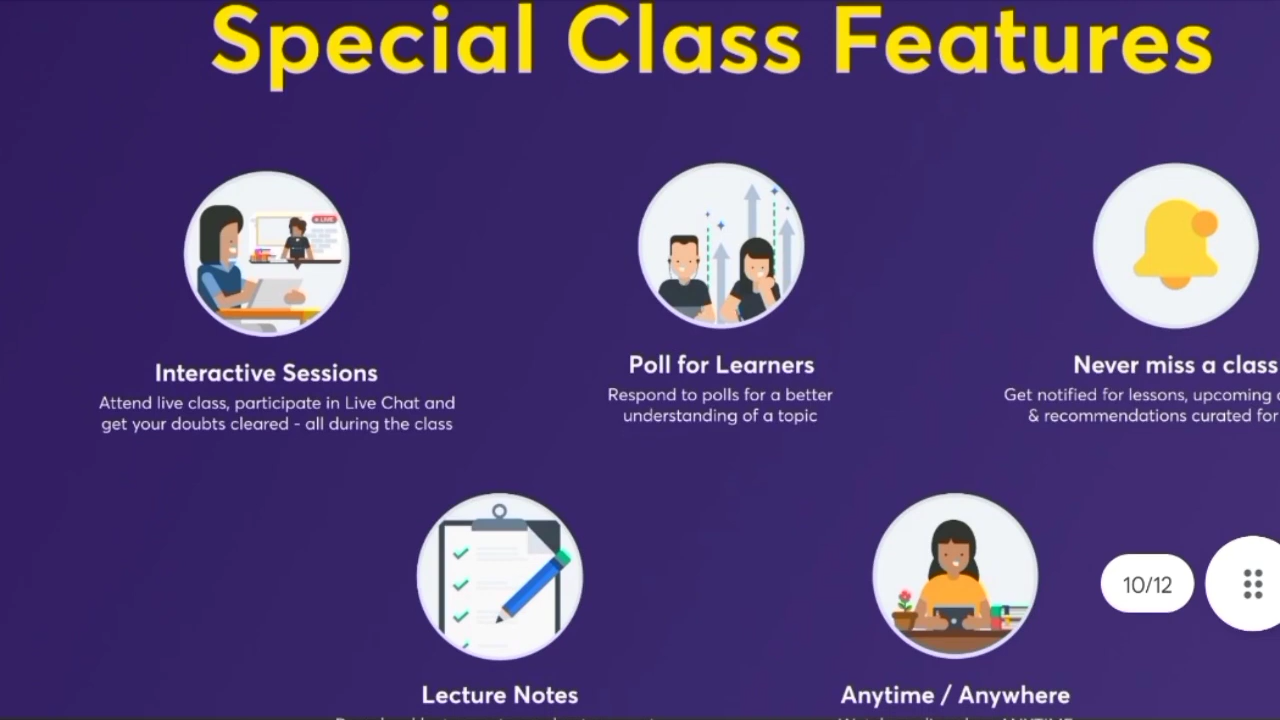 Special Class Features
LIVE
Interactive Sessions
Attend live class, participate in Live Chat and
get your doubts cleared - all during the class
Poll for Learners
Respond to polls for a better
understanding of a topic
Never miss a class
Get notified for lessons, upcoming
& recommendations curated for
10/12
Lecture Notes
Anytime / Anywhere